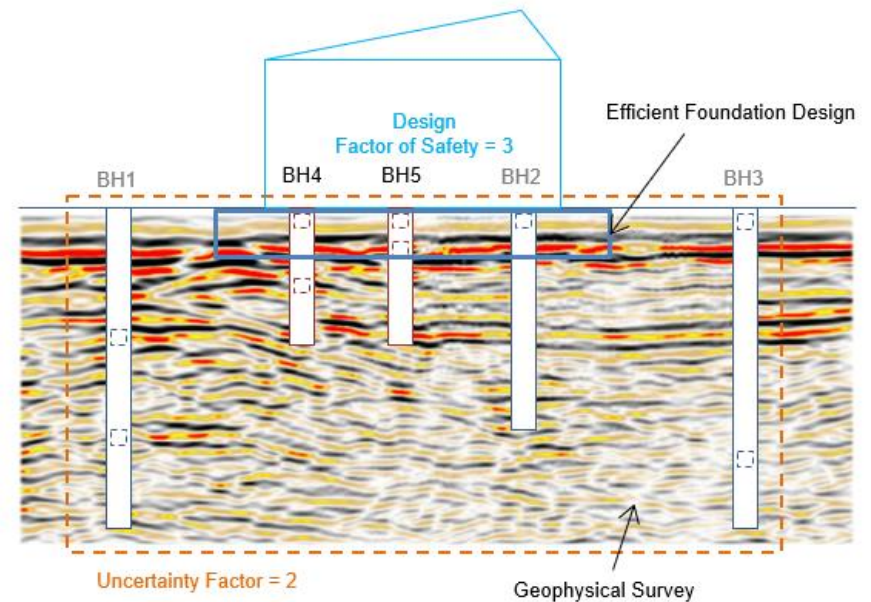 Design
Factor of Safety = 3
Efficient Foundation Design
BH1
BH4
BH5
BH2
BH3
Uncertainty Factor = 2
Geophysical Survey